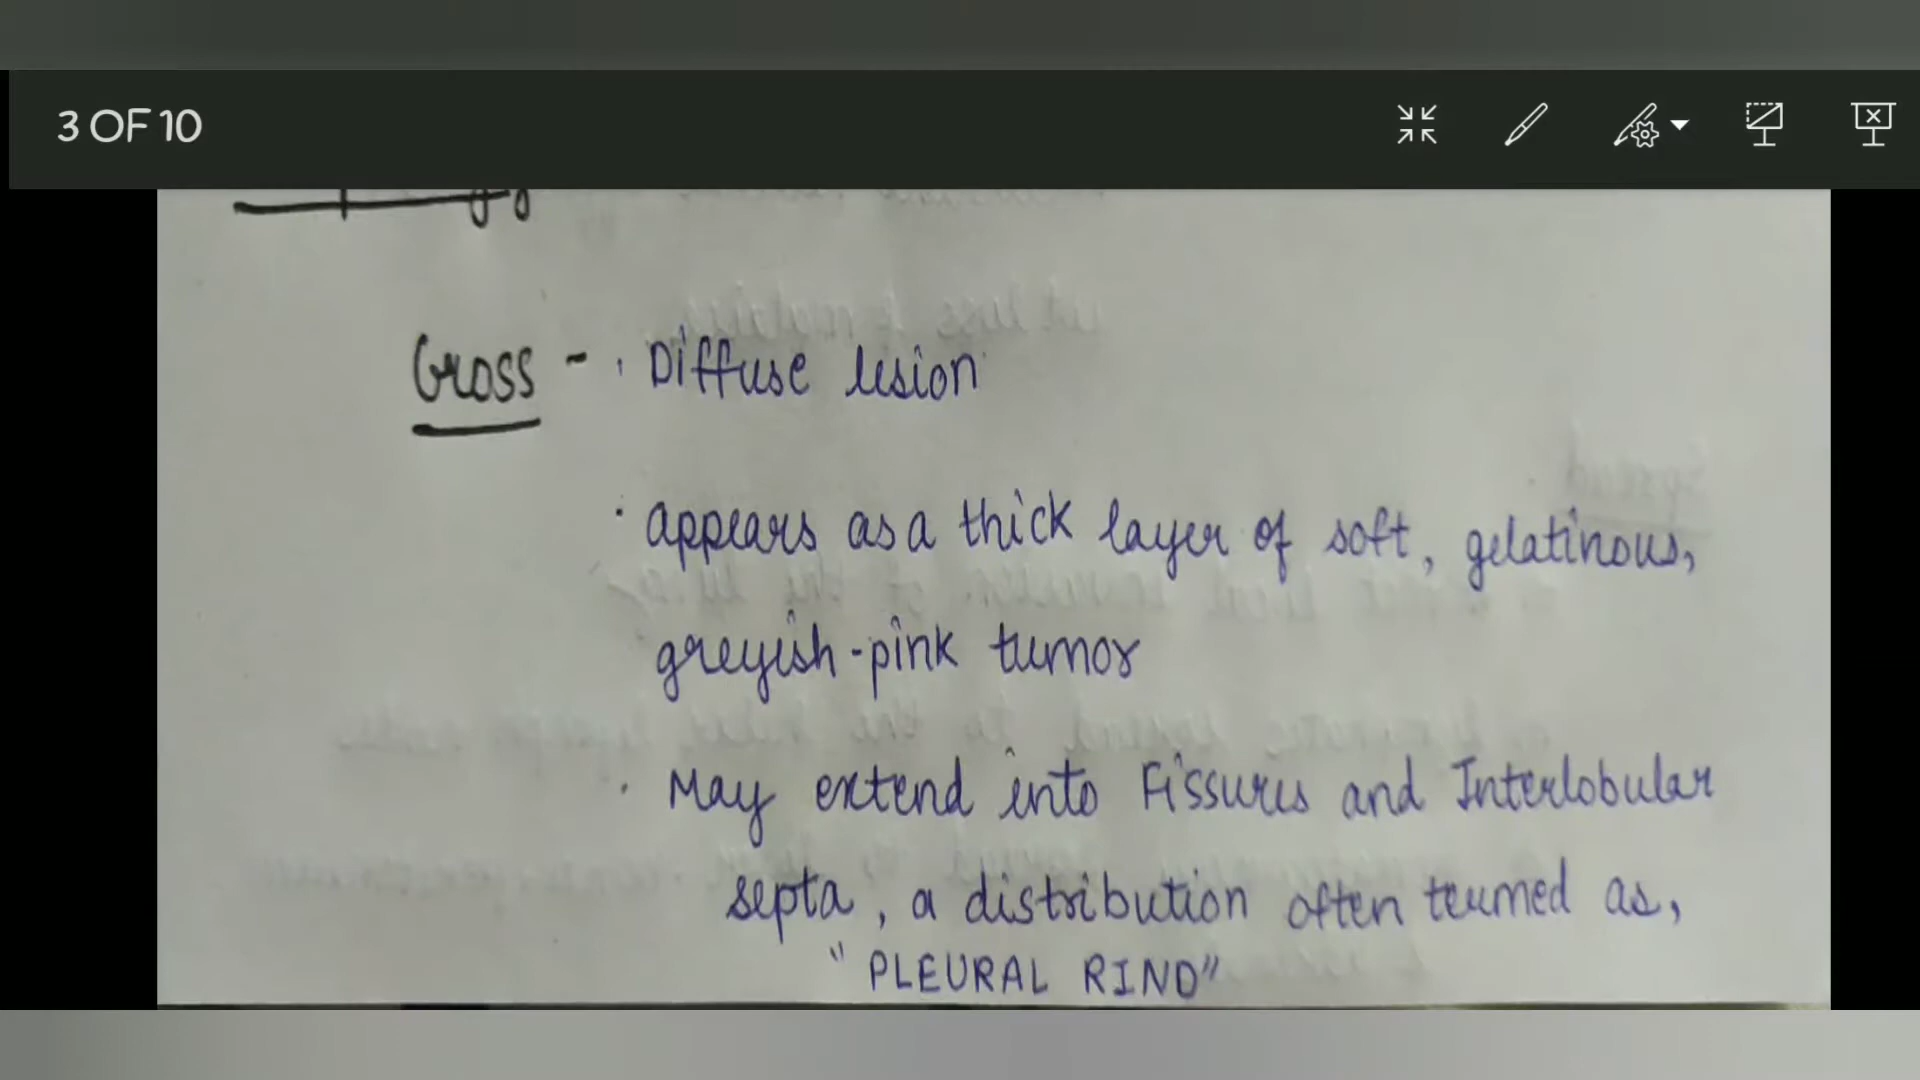 3 OF 10
Gross - · Diffuse lesion
· appears as a thick layer of soft, gelatinous,
greyish-pink tumor
· May extend into Fissures and Interlobular
septa, a distribution often termed as,
"PLEURAL RIND"